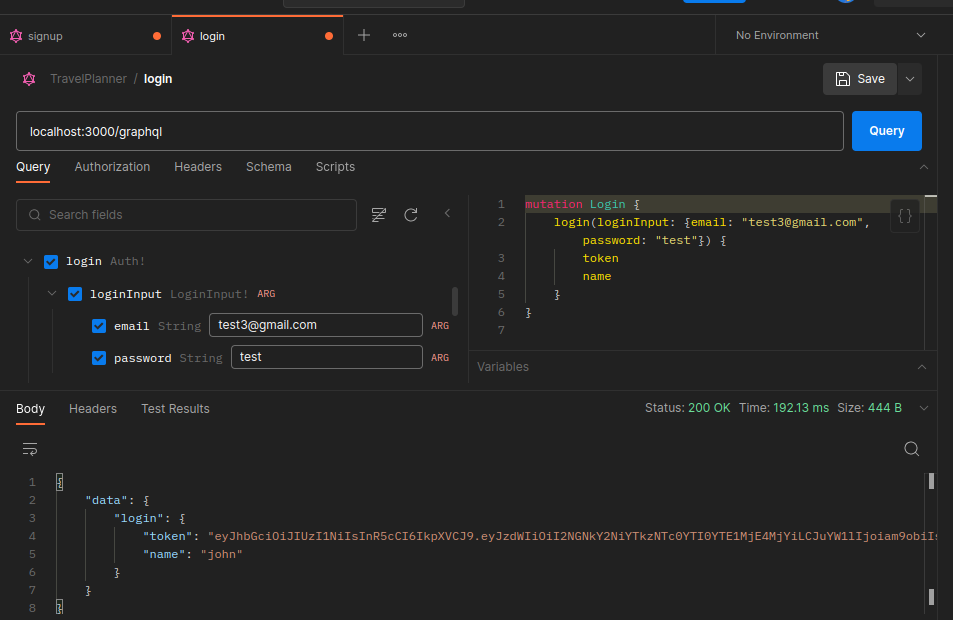 signup
login
No Environment
TravelPlanner / login
Save
localhost:3000/graphql
Query
Query Authorization Headers Schema Scripts
Search fields
login Auth!
loginInput LoginInput! ARG
email String test3@gmail.com ARG
password String test ARG
1 mutation Login {
2 login(loginInput: {email: "test3@gmail.com",
password: "test"}) {
3 token
4 name
5 }
6 }
7
{}
Variables
Body Headers Test Results
Status: 200 OK Time: 192.13 ms Size: 444 B
1 {
2 "data": {
3 "login": {
4 "token": "eyJhbGciOiJIUzI1NiIsInR5cCI6IkpXVCJ9.eyJzdWIiOiI2NGNkY2NiYTkzNTc0YTI0YTE1MjE4MjYiLCJuYW1lIjoiam9obiIs
5 "name": "john"
6 }
7 }
8 }